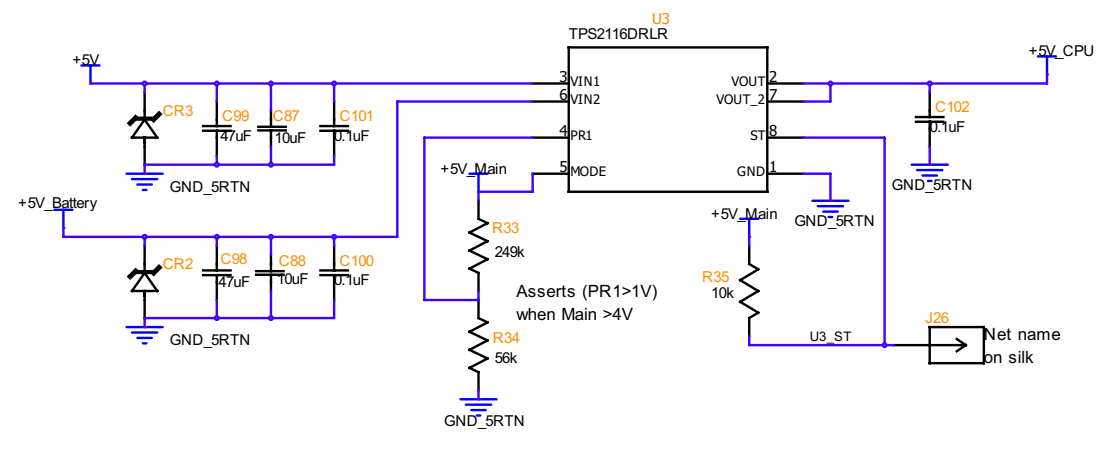 U3
TPS2116DRLR
+5V
+5V_CPU
3 VIN1
VOUT 2
6 VIN2
VOUT_2 7
CR3
C99
47uF
C87
10uF
C101
0.1uF
C102
0.1uF
4 PR1
ST 8
+5V_Main
5 MODE
GND 1
GND_5RTN
GND_5RTN
GND_5RTN
+5V_Battery
+5V_Main
R33
249k
CR2
C98
47uF
C88
10uF
C100
0.1uF
R35
10k
Asserts (PR1>1V)
when Main >4V
J26
Net name
on silk
U3_ST
GND_5RTN
R34
56k
GND_5RTN